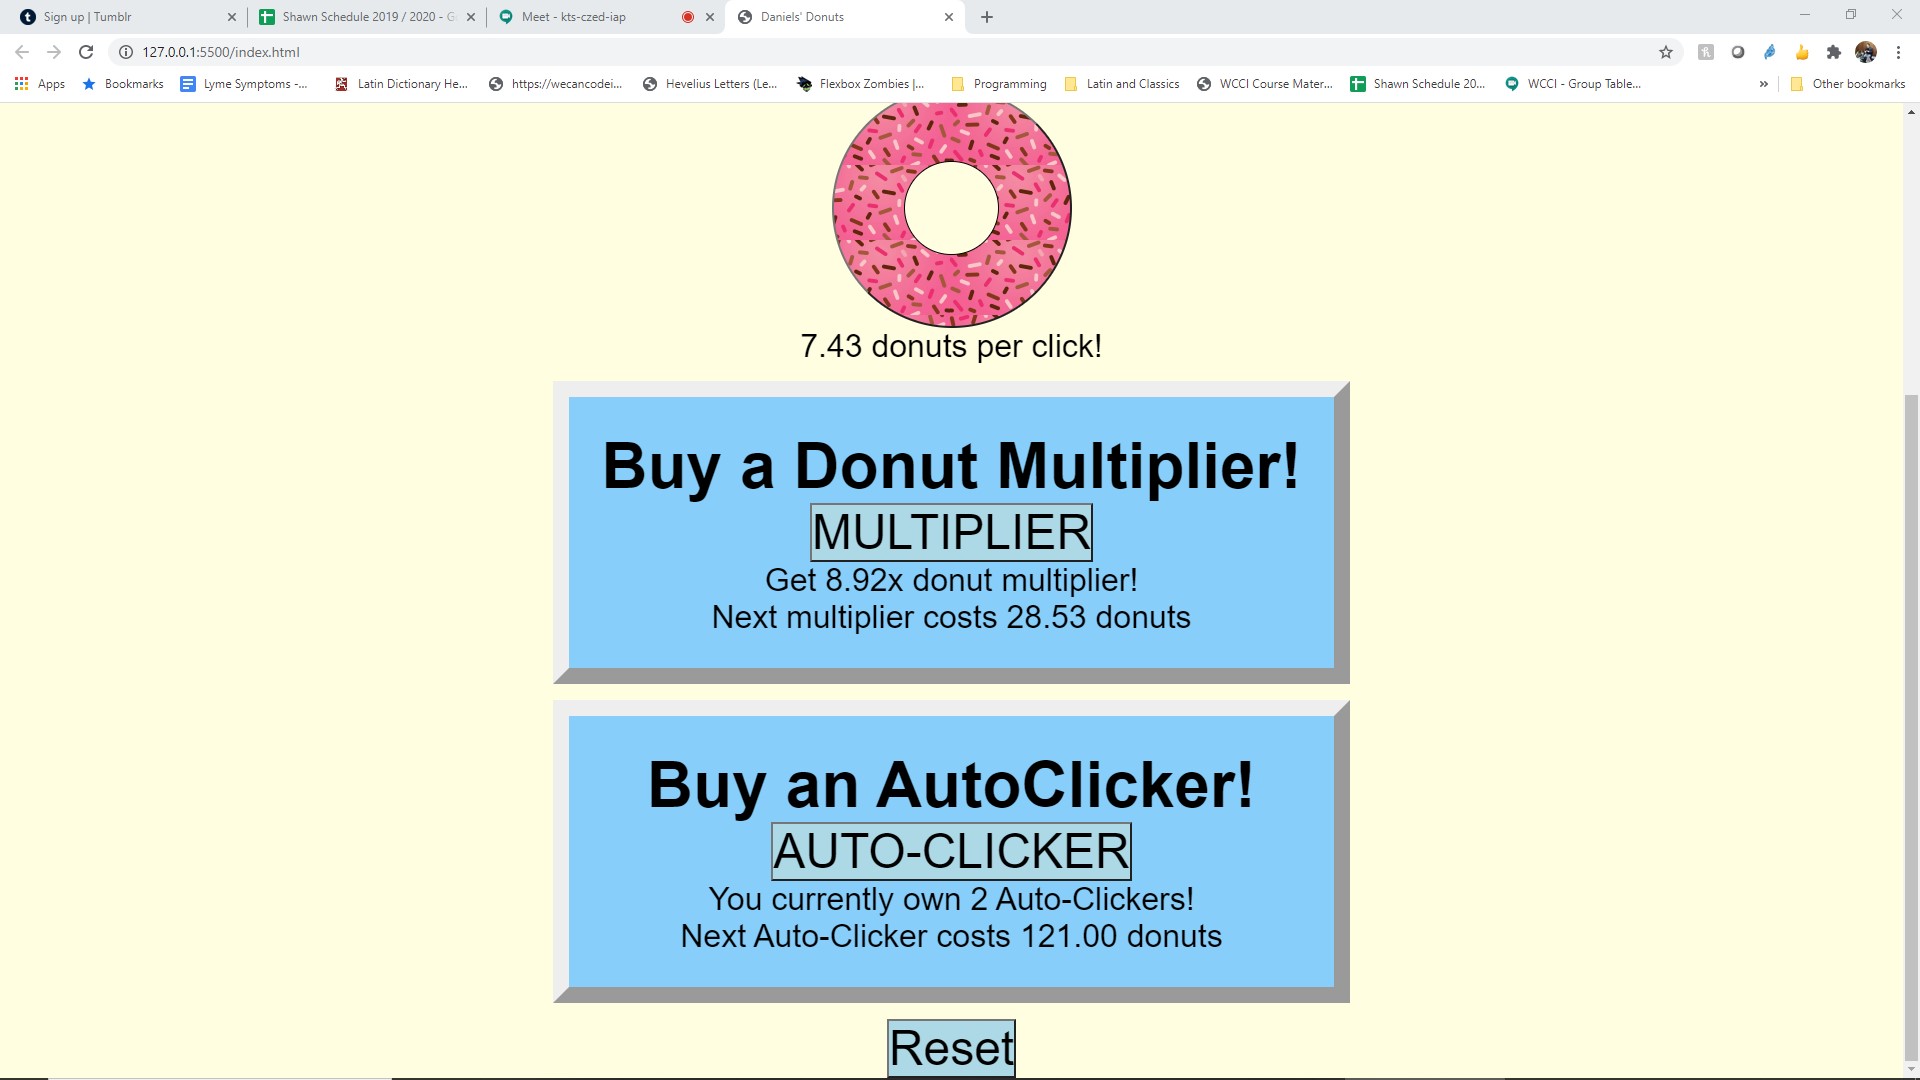 Sign up | Tumblr
Shawn Schedule 2019 / 2020 - G
Meet - kts-czed-iap
Daniels' Donuts
127.0.0.1:5500/index.html
Apps
Bookmarks
Lyme Symptoms -...
Latin Dictionary He...
https://wecancodei...
Hevelius Letters (Le...
Flexbox Zombies |...
Programming
Latin and Classics
WCCI Course Mater...
Shawn Schedule 20...
WCCI - Group Table...
»
Other bookmarks
7.43 donuts per click!
Buy a Donut Multiplier!
MULTIPLIER
Get 8.92x donut multiplier!
Next multiplier costs 28.53 donuts
Buy an AutoClicker!
AUTO-CLICKER
You currently own 2 Auto-Clickers!
Next Auto-Clicker costs 121.00 donuts
Reset